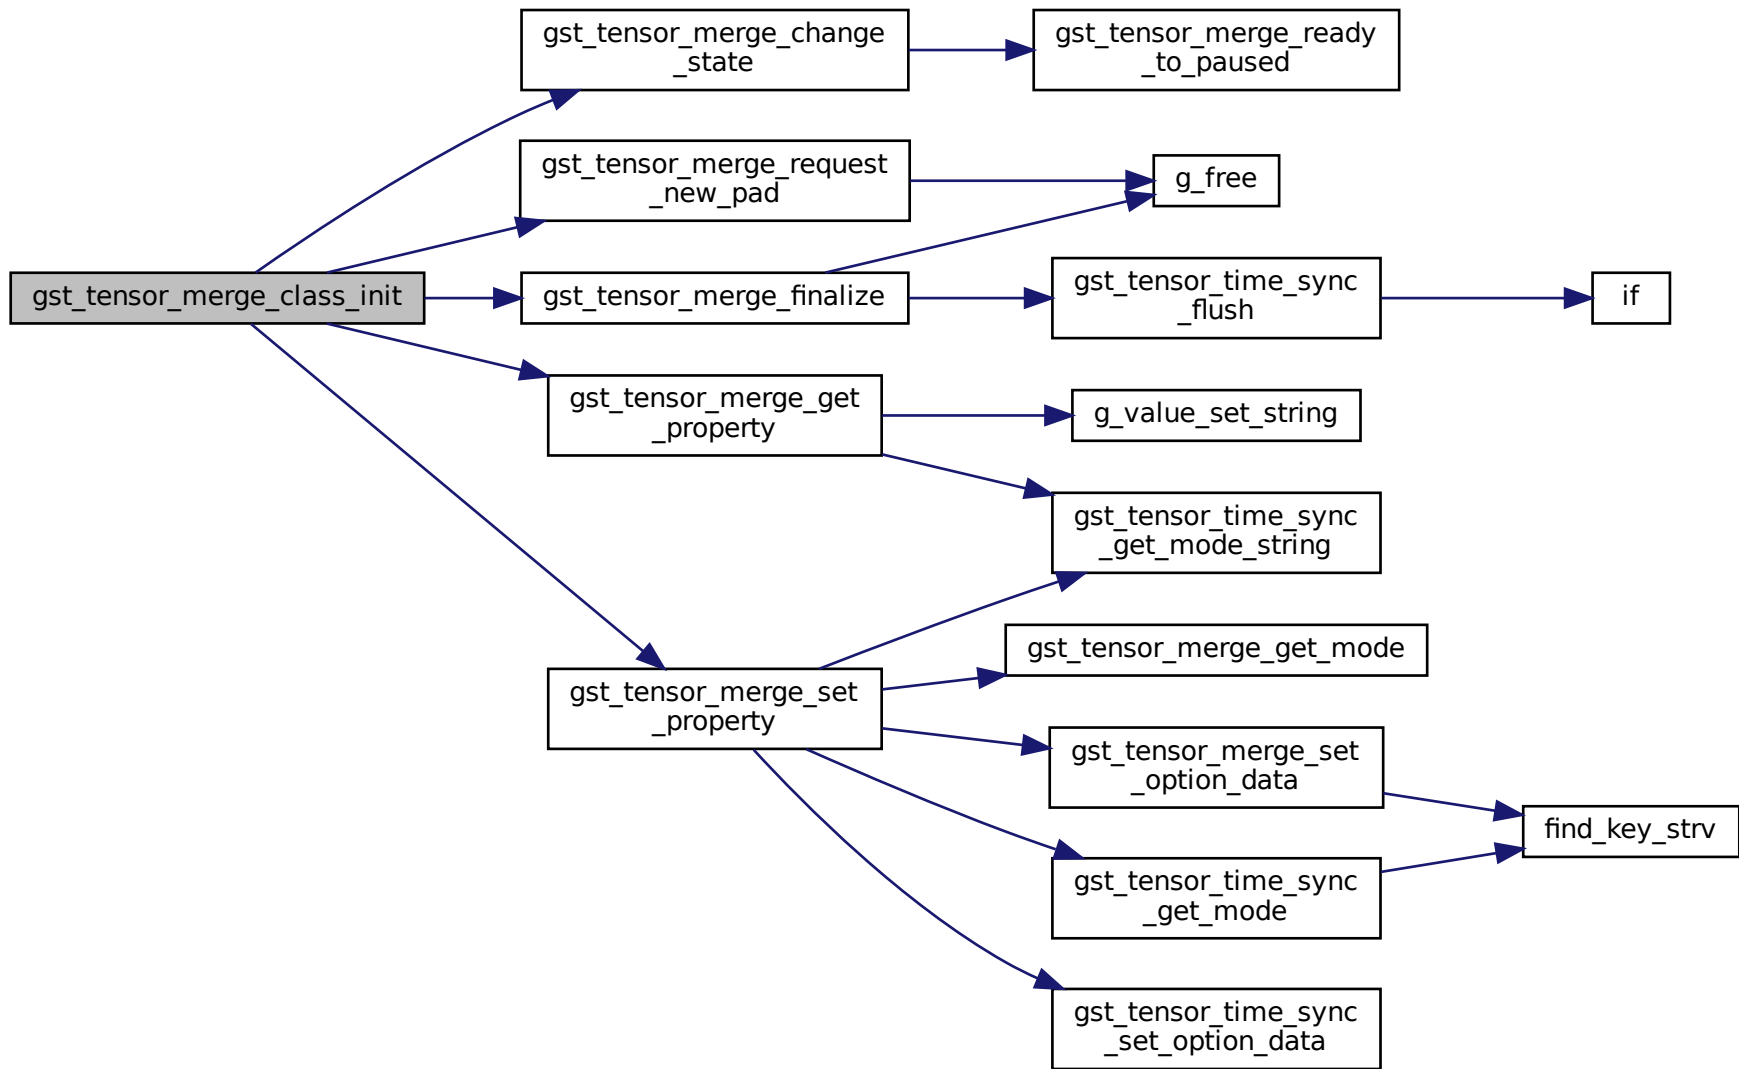 gst_tensor_merge_change
_state
gst_tensor_merge_ready
_to_paused
gst_tensor_merge_request
_new_pad
g_free
gst_tensor_merge_class_init
gst_tensor_merge_finalize
gst_tensor_time_sync
_flush
if
gst_tensor_merge_get
_property
g_value_set_string
gst_tensor_time_sync
_get_mode_string
gst_tensor_merge_set
_property
gst_tensor_merge_get_mode
gst_tensor_merge_set
_option_data
find_key_strv
gst_tensor_time_sync
_get_mode
gst_tensor_time_sync
_set_option_data